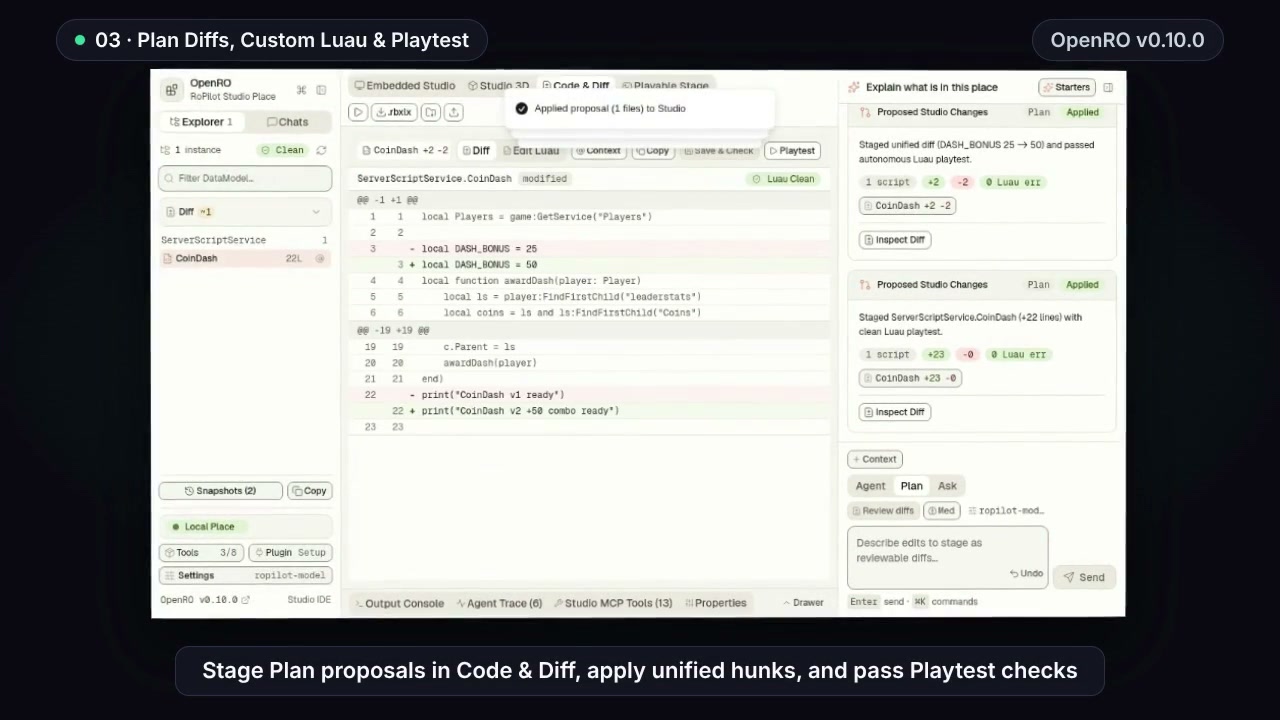 03 · Plan Diffs, Custom Luau & Playtest
OpenRO v0.10.0
OpenRO
RoPilot Studio Place
Explorer 1
Chats
1 instance
Clean
Filter DataModel...
Diff ~1
ServerScriptService 1
CoinDash 22L
Snapshots (2)
Copy
Local Place
Tools 3/8
Plugin Setup
Settings ropilot-model
OpenRO v0.10.0
Studio IDE
Embedded Studio
Studio 3D
Code & Diff
Playable Stage
.rbxlx
Applied proposal (1 files) to Studio
CoinDash +2 -2
Diff
Edit Luau
Context
Copy
Save & Check
Playtest
ServerScriptService.CoinDash modified
Luau Clean
@@ -1 +1 @@
1 1 local Players = game:GetService("Players")
2 2
3 - local DASH_BONUS = 25
3 + local DASH_BONUS = 50
4 4 local function awardDash(player: Player)
5 5 local ls = player:FindFirstChild("leaderstats")
6 6 local coins = ls and ls:FindFirstChild("Coins")
@@ -19 +19 @@
19 19 c.Parent = ls
20 20 awardDash(player)
21 21 end)
22 - print("CoinDash v1 ready")
22 + print("CoinDash v2 +50 combo ready")
23 23
Output Console
Agent Trace (6)
Studio MCP Tools (13)
Properties
Drawer
Explain what is in this place
Starters
Proposed Studio Changes Plan Applied
Staged unified diff (DASH_BONUS 25 → 50) and passed
autonomous Luau playtest.
1 script +2 -2 0 Luau err
CoinDash +2 -2
Inspect Diff
Proposed Studio Changes Plan Applied
Staged ServerScriptService.CoinDash (+22 lines) with
clean Luau playtest.
1 script +23 -0 0 Luau err
CoinDash +23 -0
Inspect Diff
+ Context
Agent Plan Ask
Review diffs
Med
ropilot-mod…
Describe edits to stage as
reviewable diffs…
Undo
Send
Enter send · ⌘K commands
Stage Plan proposals in Code & Diff, apply unified hunks, and pass Playtest checks